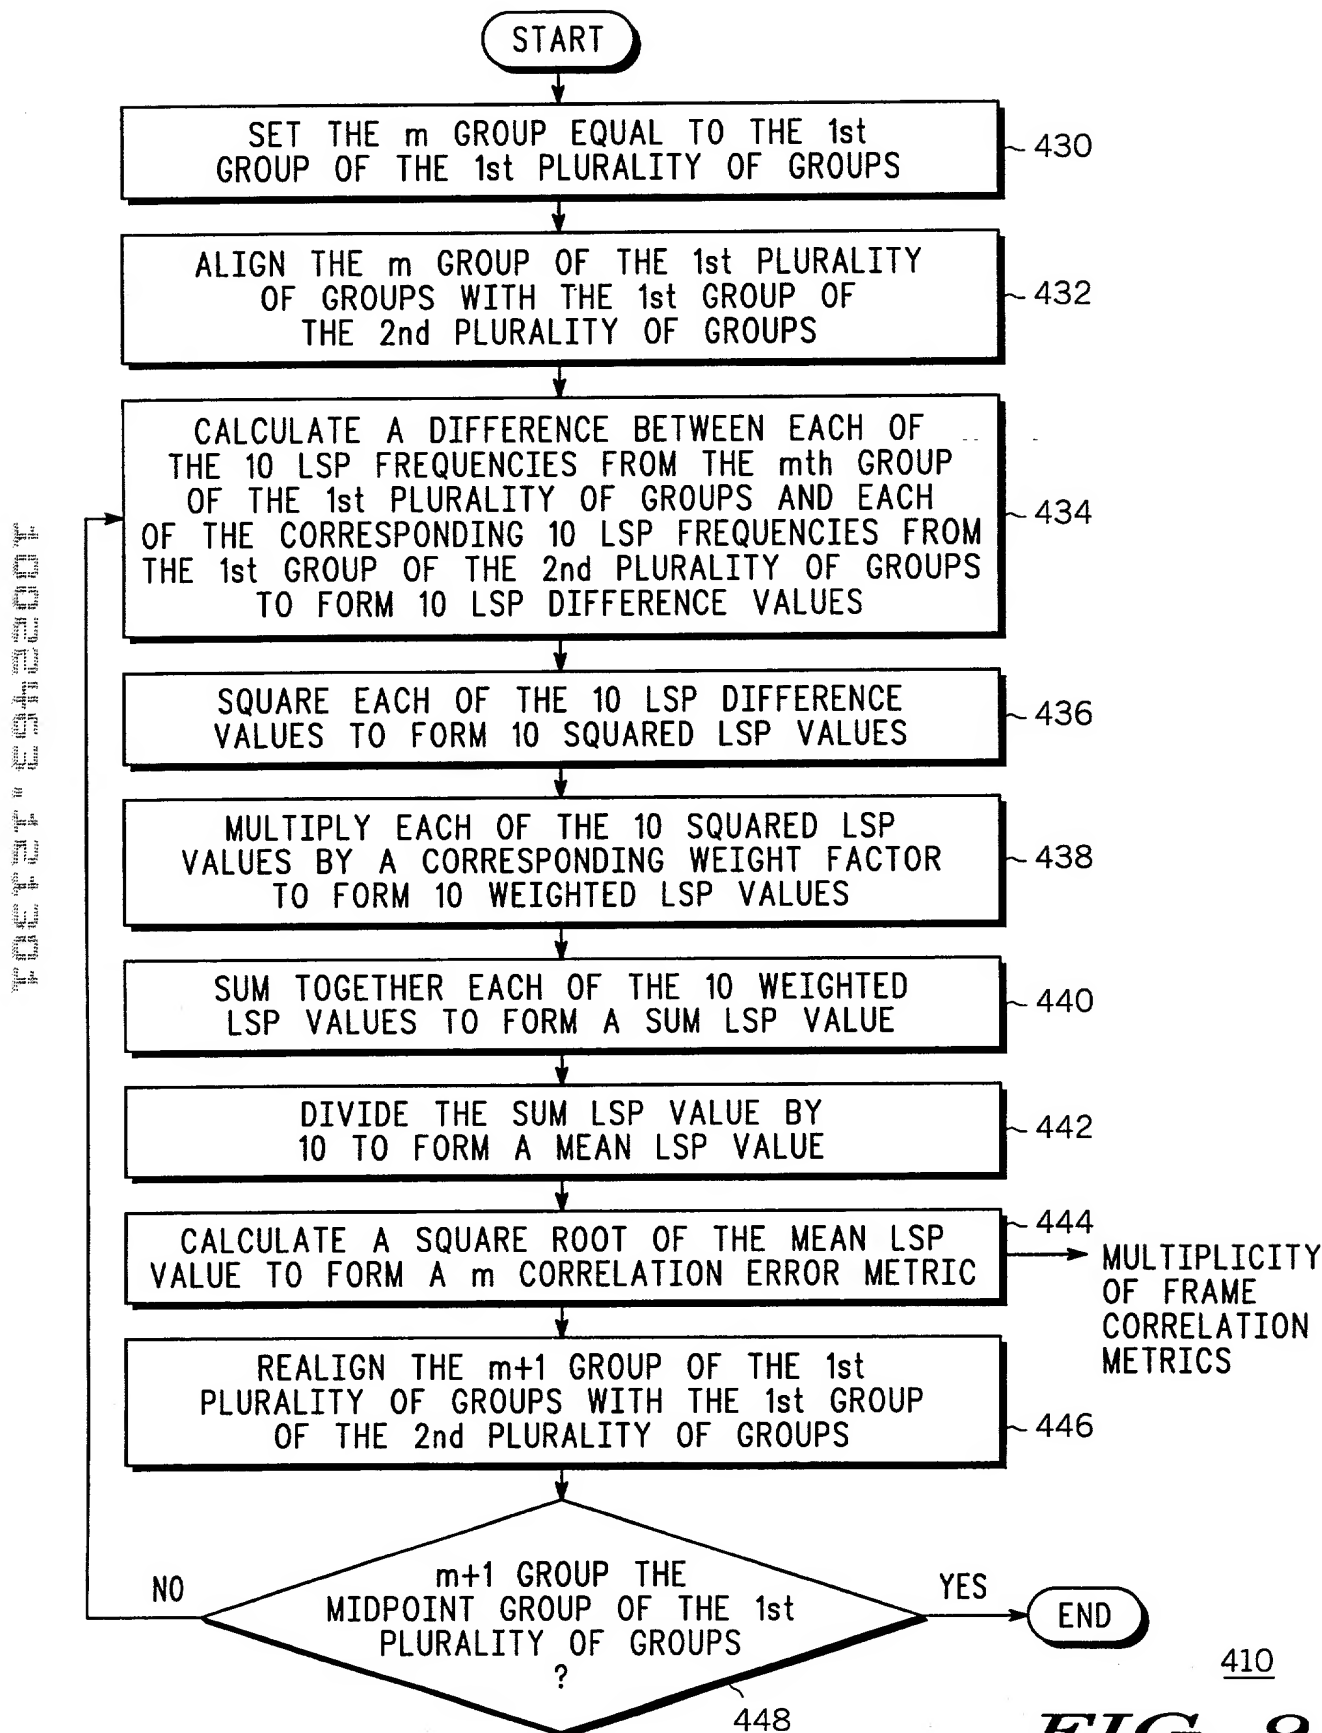 START
SET THE m GROUP EQUAL TO THE 1st
GROUP OF THE 1st PLURALITY OF GROUPS
430
ALIGN THE m GROUP OF THE 1st PLURALITY
OF GROUPS WITH THE 1st GROUP OF
THE 2nd PLURALITY OF GROUPS
432
CALCULATE A DIFFERENCE BETWEEN EACH OF
THE 10 LSP FREQUENCIES FROM THE mth GROUP
OF THE 1st PLURALITY OF GROUPS AND EACH
OF THE CORRESPONDING 10 LSP FREQUENCIES FROM
THE 1st GROUP OF THE 2nd PLURALITY OF GROUPS
TO FORM 10 LSP DIFFERENCE VALUES
434
SQUARE EACH OF THE 10 LSP DIFFERENCE
VALUES TO FORM 10 SQUARED LSP VALUES
436
MULTIPLY EACH OF THE 10 SQUARED LSP
VALUES BY A CORRESPONDING WEIGHT FACTOR
TO FORM 10 WEIGHTED LSP VALUES
438
SUM TOGETHER EACH OF THE 10 WEIGHTED
LSP VALUES TO FORM A SUM LSP VALUE
440
DIVIDE THE SUM LSP VALUE BY
10 TO FORM A MEAN LSP VALUE
442
CALCULATE A SQUARE ROOT OF THE MEAN LSP
VALUE TO FORM A m CORRELATION ERROR METRIC
444
MULTIPLICITY
OF FRAME
CORRELATION
METRICS
REALIGN THE m+1 GROUP OF THE 1st
PLURALITY OF GROUPS WITH THE 1st GROUP
OF THE 2nd PLURALITY OF GROUPS
446
m+1 GROUP THE
MIDPOINT GROUP OF THE 1st
PLURALITY OF GROUPS
?
NO
YES
END
448
410
10022453.121301
FIG.